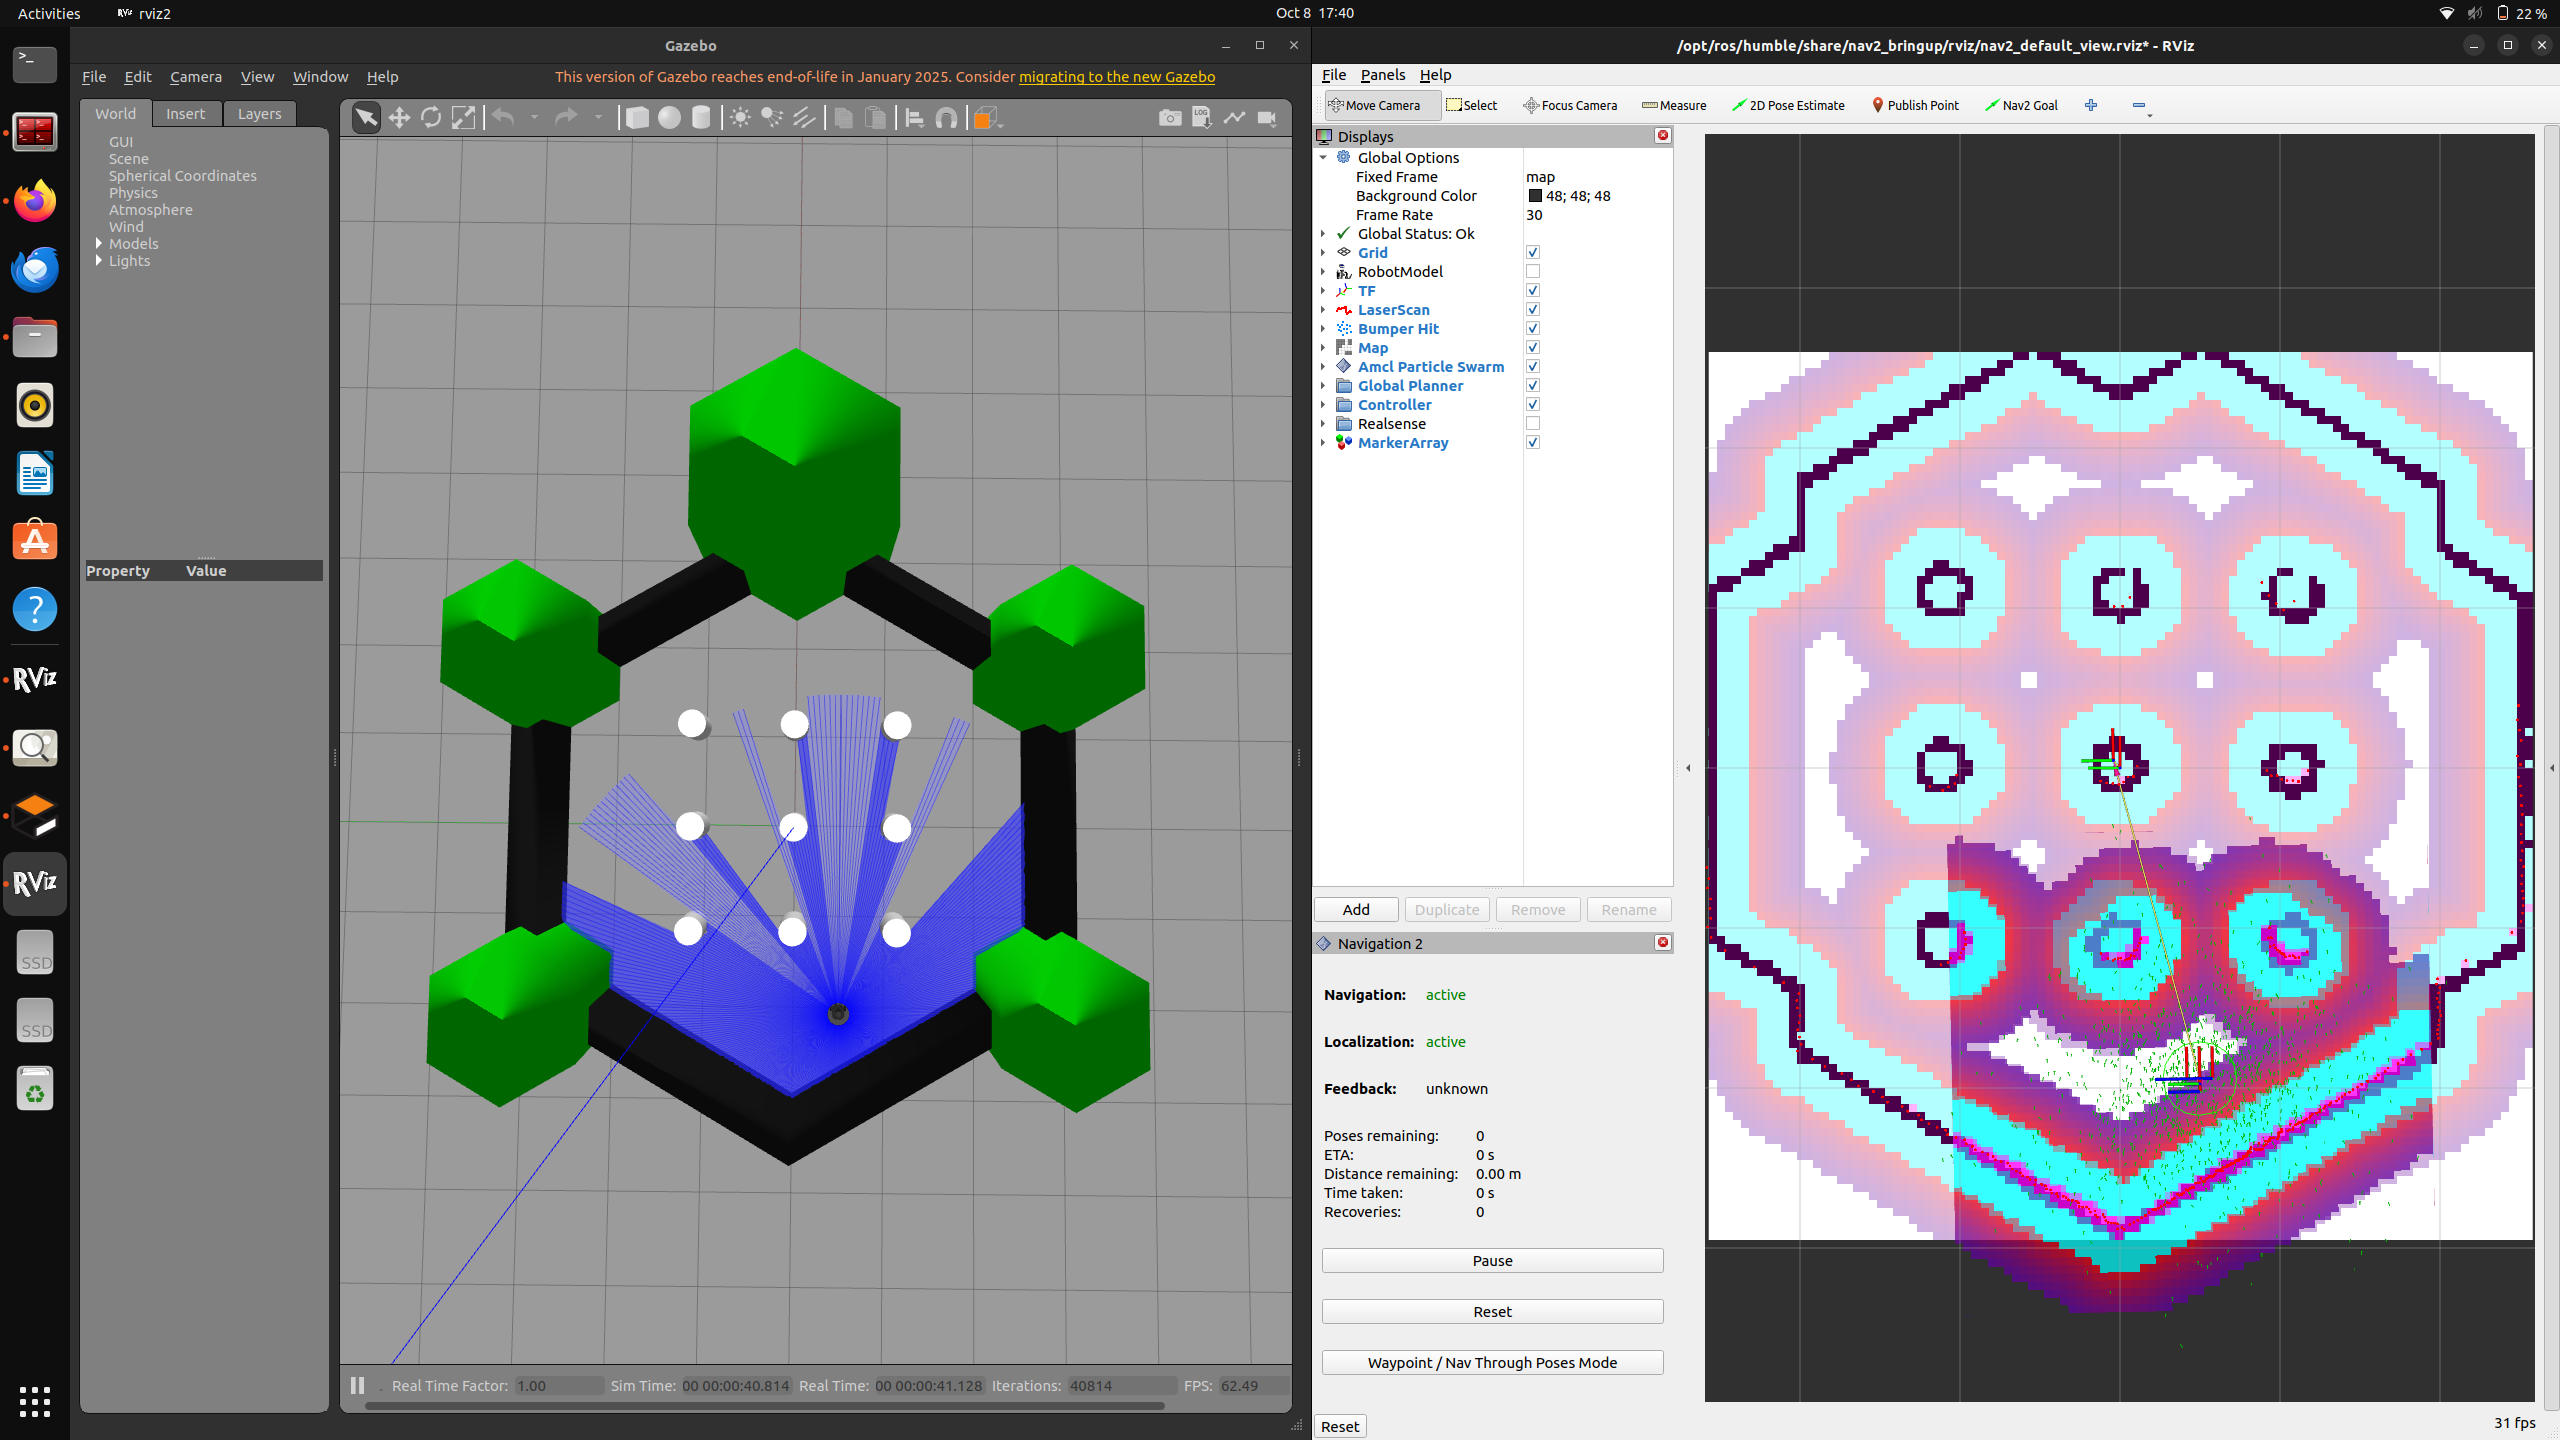 Activities
RViz rviz2
Oct 8 17:40
22 %
Gazebo
File Edit Camera View Window Help
This version of Gazebo reaches end-of-life in January 2025. Consider migrating to the new Gazebo
World Insert Layers
GUI
Scene
Spherical Coordinates
Physics
Atmosphere
Wind
Models
Lights
Property Value
LOG
RViz
RViz
SSD
SSD
Real Time Factor: 1.00 Sim Time: 00 00:00:40.814 Real Time: 00 00:00:41.128 Iterations: 40814 FPS: 62.49
/opt/ros/humble/share/nav2_bringup/rviz/nav2_default_view.rviz* - RViz
File Panels Help
Move Camera Select Focus Camera Measure 2D Pose Estimate Publish Point Nav2 Goal
Displays
Global Options
Fixed Frame map
Background Color 48; 48; 48
Frame Rate 30
Global Status: Ok
Grid
RobotModel
TF
LaserScan
Bumper Hit
Map
Amcl Particle Swarm
Global Planner
Controller
Realsense
MarkerArray
Add Duplicate Remove Rename
Navigation 2
Navigation: active
Localization: active
Feedback: unknown
Poses remaining: 0
ETA: 0 s
Distance remaining: 0.00 m
Time taken: 0 s
Recoveries: 0
Pause
Reset
Waypoint / Nav Through Poses Mode
Reset
31 fps